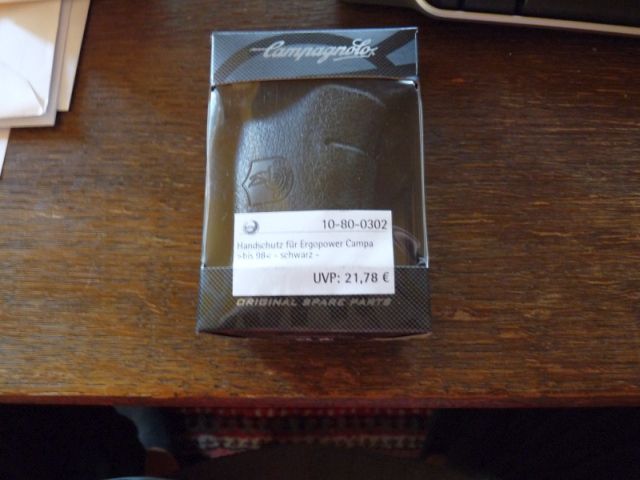 Campagnolo
10-80-0302
Handschutz für Ergopower Campa
>bis 98< - schwarz -
UVP: 21,78 €
ORIGINAL SPARE PARTS